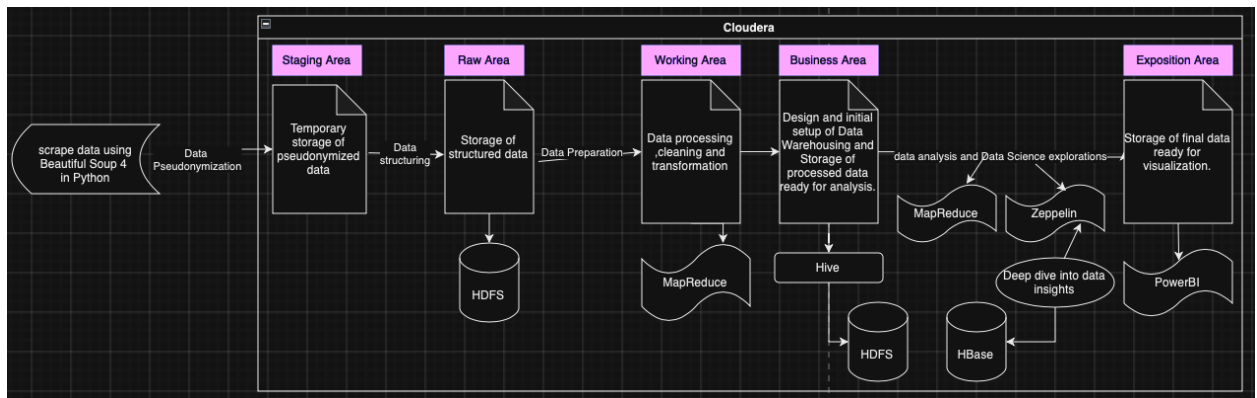 Cloudera
Staging Area
Raw Area
Working Area
Business Area
Exposition Area
scrape data using
Beautiful Soup 4
in Python
Data
Pseudonymization
Temporary
storage of
pseudonymized
data
Data
structuring
Storage of
structured data
Data Preparation
Data processing
,cleaning and
transformation
Design and initial
setup of Data
Warehousing and
Storage of
processed data
ready for analysis.
data analysis and Data Science explorations
Storage of final data
ready for
visualization.
HDFS
MapReduce
Hive
HDFS
MapReduce
Zeppelin
Deep dive into data
insights
HBase
PowerBI